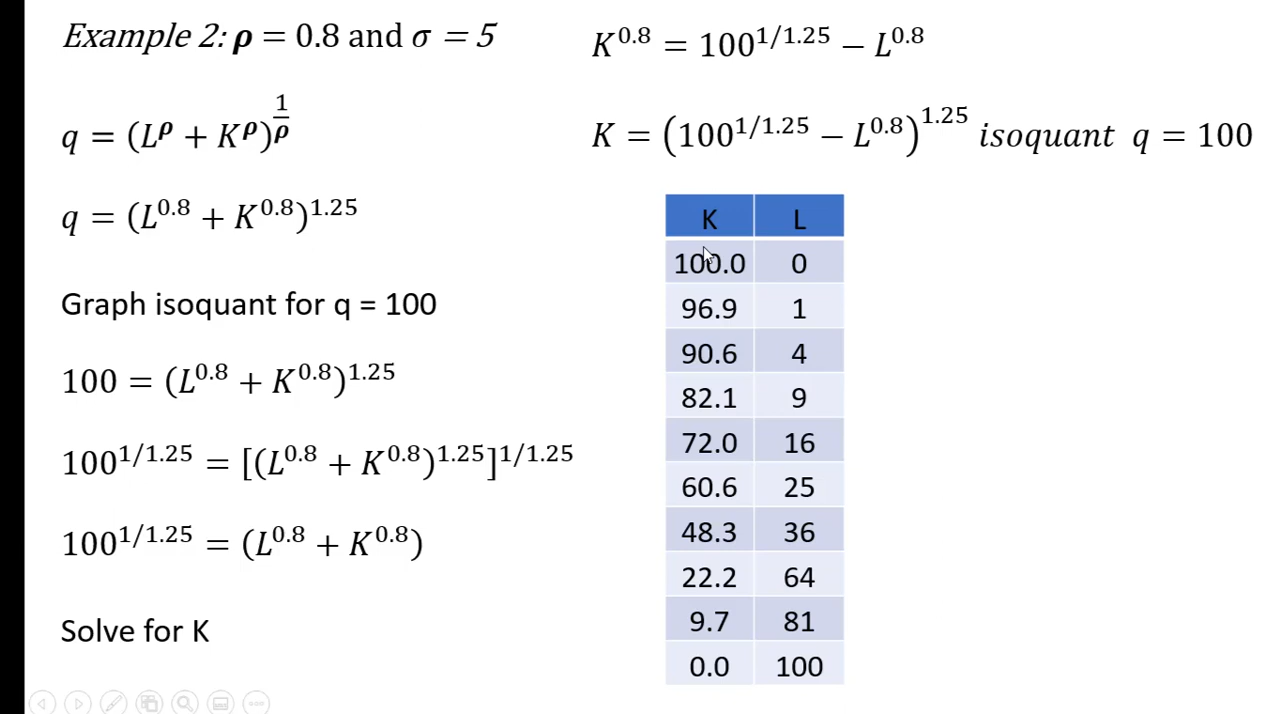 Example 2: ρ = 0.8 and σ = 5
q = (L^ρ + K^ρ)^(1/ρ)
q = (L^0.8 + K^0.8)^1.25
Graph isoquant for q = 100
100 = (L^0.8 + K^0.8)^1.25
100^1/1.25 = [(L^0.8 + K^0.8)^1.25]^1/1.25
100^1/1.25 = (L^0.8 + K^0.8)
Solve for K
K^0.8 = 100^1/1.25 − L^0.8
K = (100^1/1.25 − L^0.8)^1.25 isoquant q = 100
K L
100.0 0
96.9 1
90.6 4
82.1 9
72.0 16
60.6 25
48.3 36
22.2 64
9.7 81
0.0 100